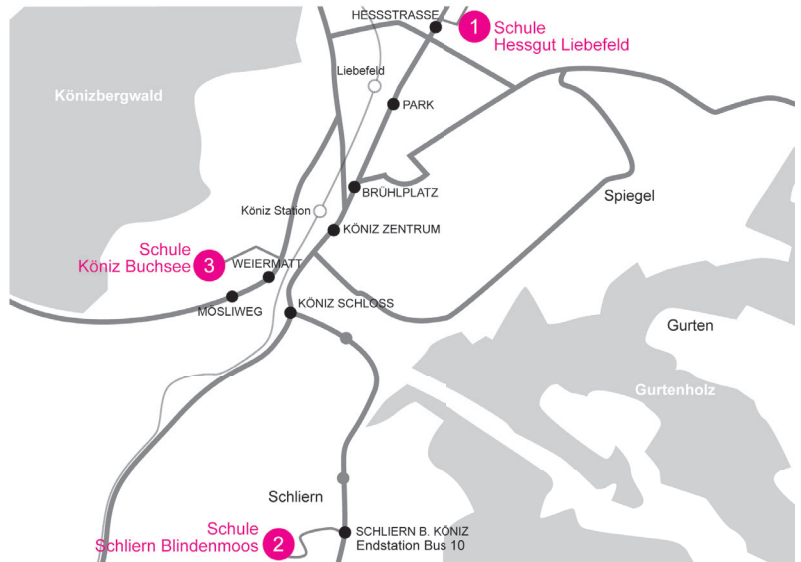 HESSSTRASSE
1
Schule
Hessgut Liebefeld
Liebefeld
Könizbergwald
PARK
BRÜHLPLATZ
Spiegel
Köniz Station
KÖNIZ ZENTRUM
Schule
Köniz Buchsee
3
WEIERMATT
MÖSLIWEG
KÖNIZ SCHLOSS
Gurten
Gurtenholz
Schliern
Schule
Schliern Blindenmoos
2
SCHLIERN B. KÖNIZ
Endstation Bus 10